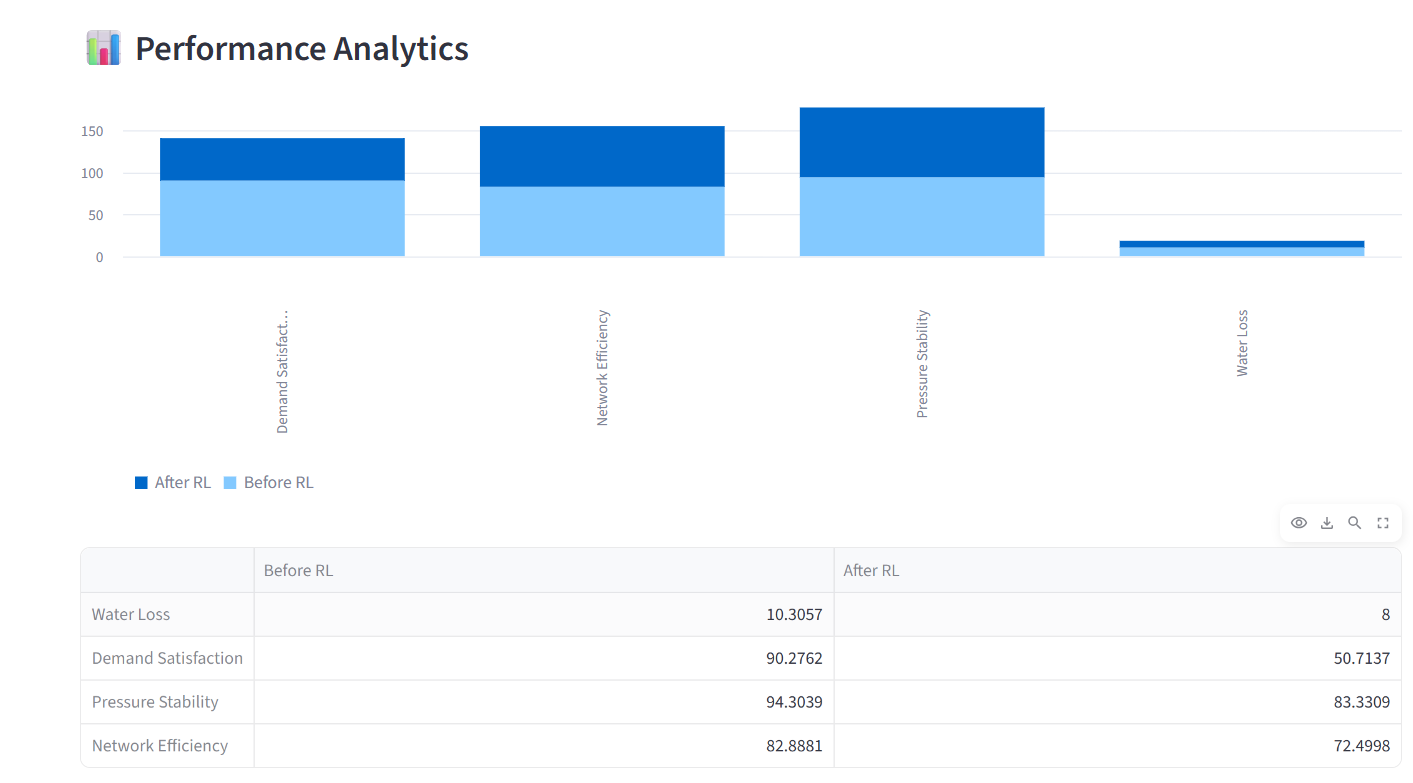 Performance Analytics
150
100
50
0
Demand Satisfact...
Network Efficiency
Pressure Stability
Water Loss
After RL Before RL
Before RL After RL
Water Loss 10.3057 8
Demand Satisfaction 90.2762 50.7137
Pressure Stability 94.3039 83.3309
Network Efficiency 82.8881 72.4998